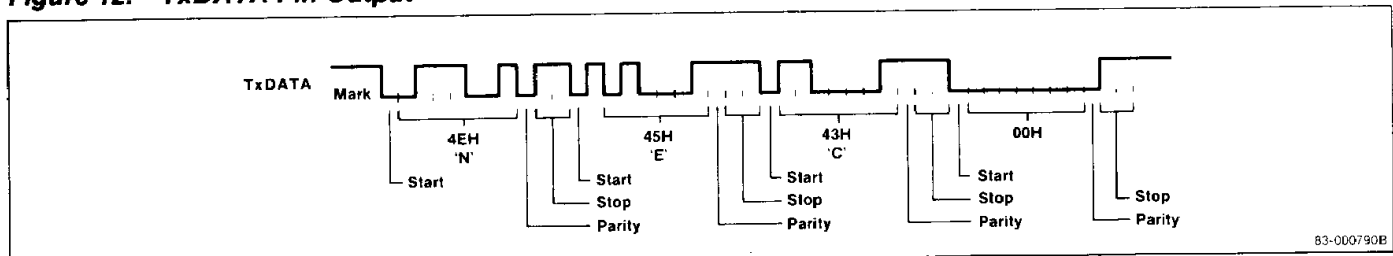 Figure 12. TxDATA Pin Output
TxDATA
Mark
4EH
'N'
45H
'E'
43H
'C'
00H
Start
Start
Stop
Parity
Start
Stop
Parity
Start
Stop
Parity
Stop
Parity
83-000790B